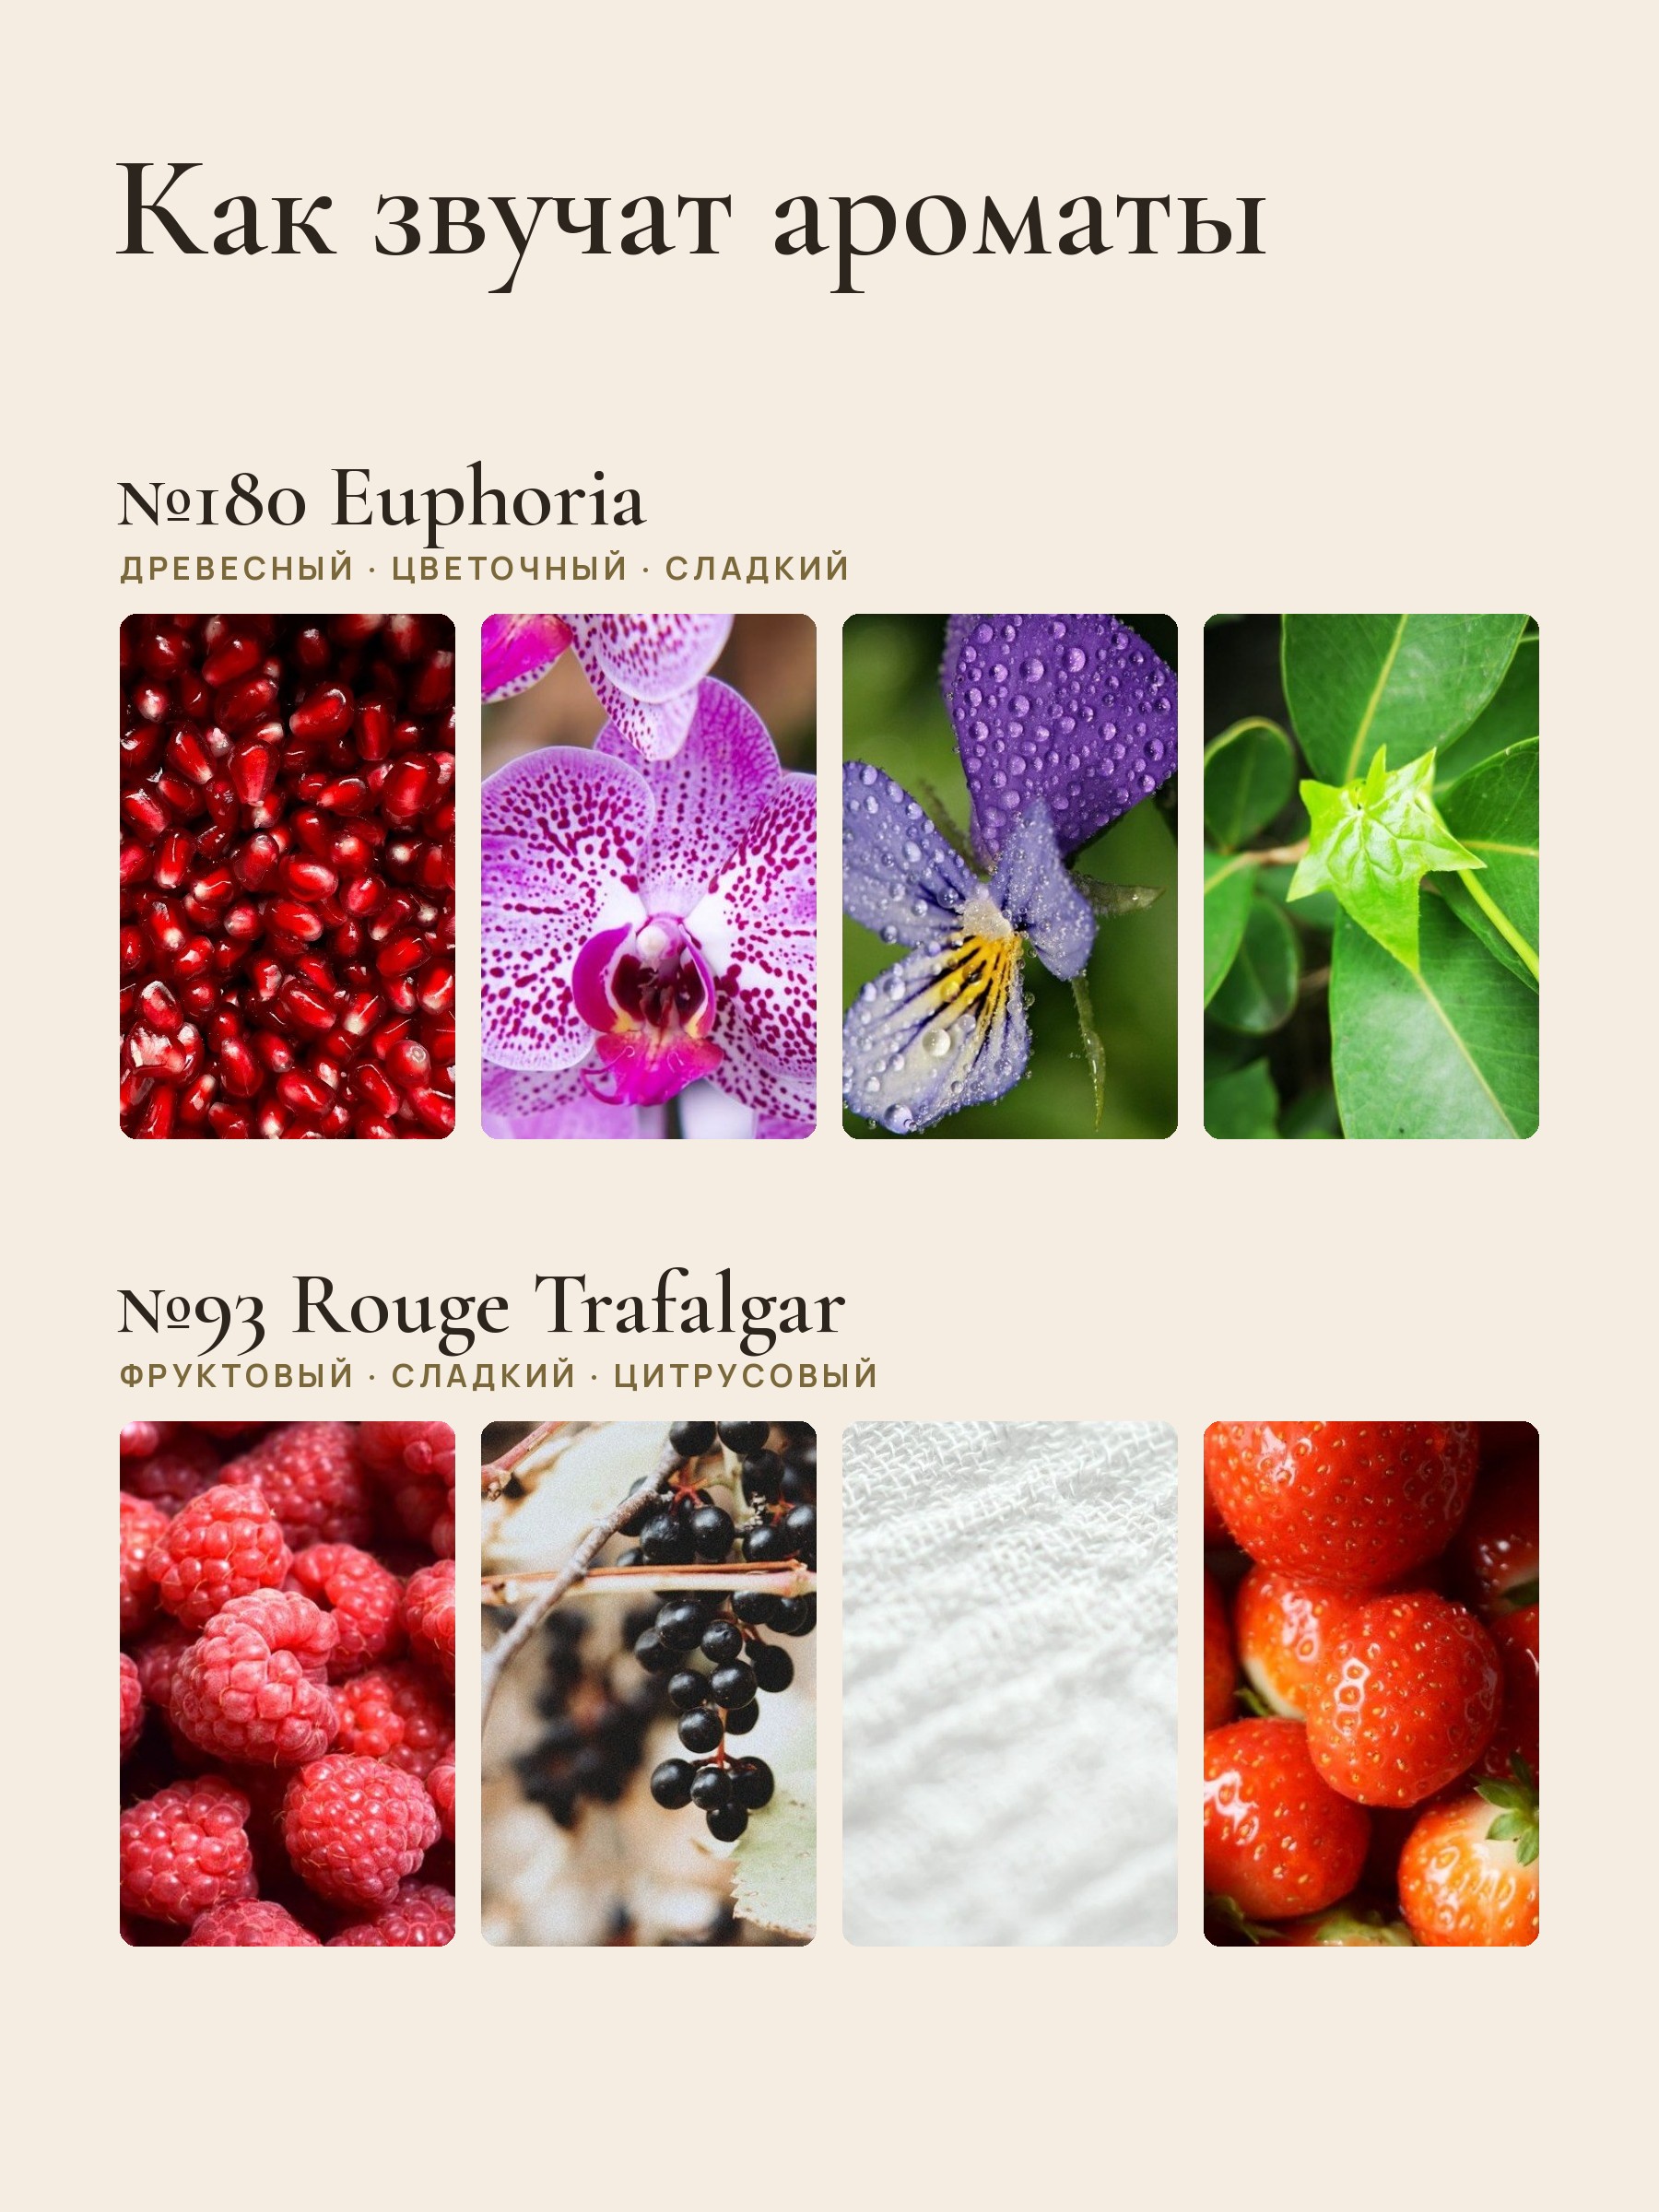 Как звучат ароматы
№180 Euphoria
ДРЕВЕСНЫЙ · ЦВЕТОЧНЫЙ · СЛАДКИЙ
№93 Rouge Trafalgar
ФРУКТОВЫЙ · СЛАДКИЙ · ЦИТРУСОВЫЙ